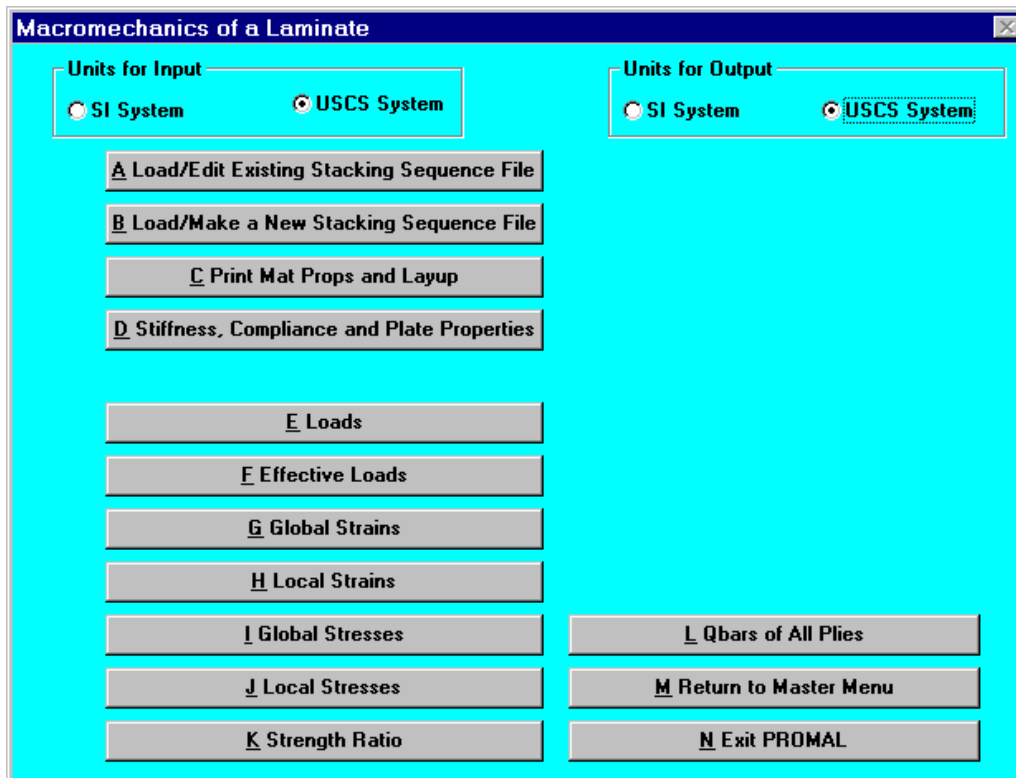 Macromechanics of a Laminate
Units for Input
SI System
USCS System
Units for Output
SI System
USCS System
A Load/Edit Existing Stacking Sequence File
B Load/Make a New Stacking Sequence File
C Print Mat Props and Layup
D Stiffness, Compliance and Plate Properties
E Loads
F Effective Loads
G Global Strains
H Local Strains
I Global Stresses
L Qbars of All Plies
J Local Stresses
M Return to Master Menu
K Strength Ratio
N Exit PROMAL